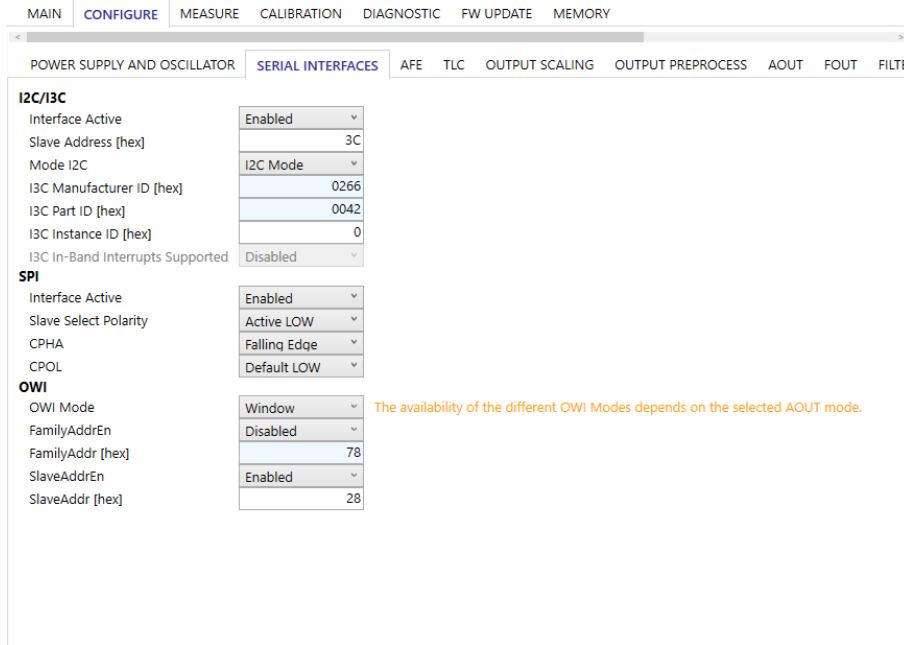 MAIN CONFIGURE MEASURE CALIBRATION DIAGNOSTIC FW UPDATE MEMORY
POWER SUPPLY AND OSCILLATOR SERIAL INTERFACES AFE TLC OUTPUT SCALING OUTPUT PREPROCESS AOUT FOUT FILTE
I2C/I3C
Interface Active Enabled
Slave Address [hex] 3C
Mode I2C I2C Mode
I3C Manufacturer ID [hex] 0266
I3C Part ID [hex] 0042
I3C Instance ID [hex] 0
I3C In-Band Interrupts Supported Disabled
SPI
Interface Active Enabled
Slave Select Polarity Active LOW
CPHA Falling Edge
CPOL Default LOW
OWI
OWI Mode Window The availability of the different OWI Modes depends on the selected AOUT mode.
FamilyAddrEn Disabled
FamilyAddr [hex] 78
SlaveAddrEn Enabled
SlaveAddr [hex] 28